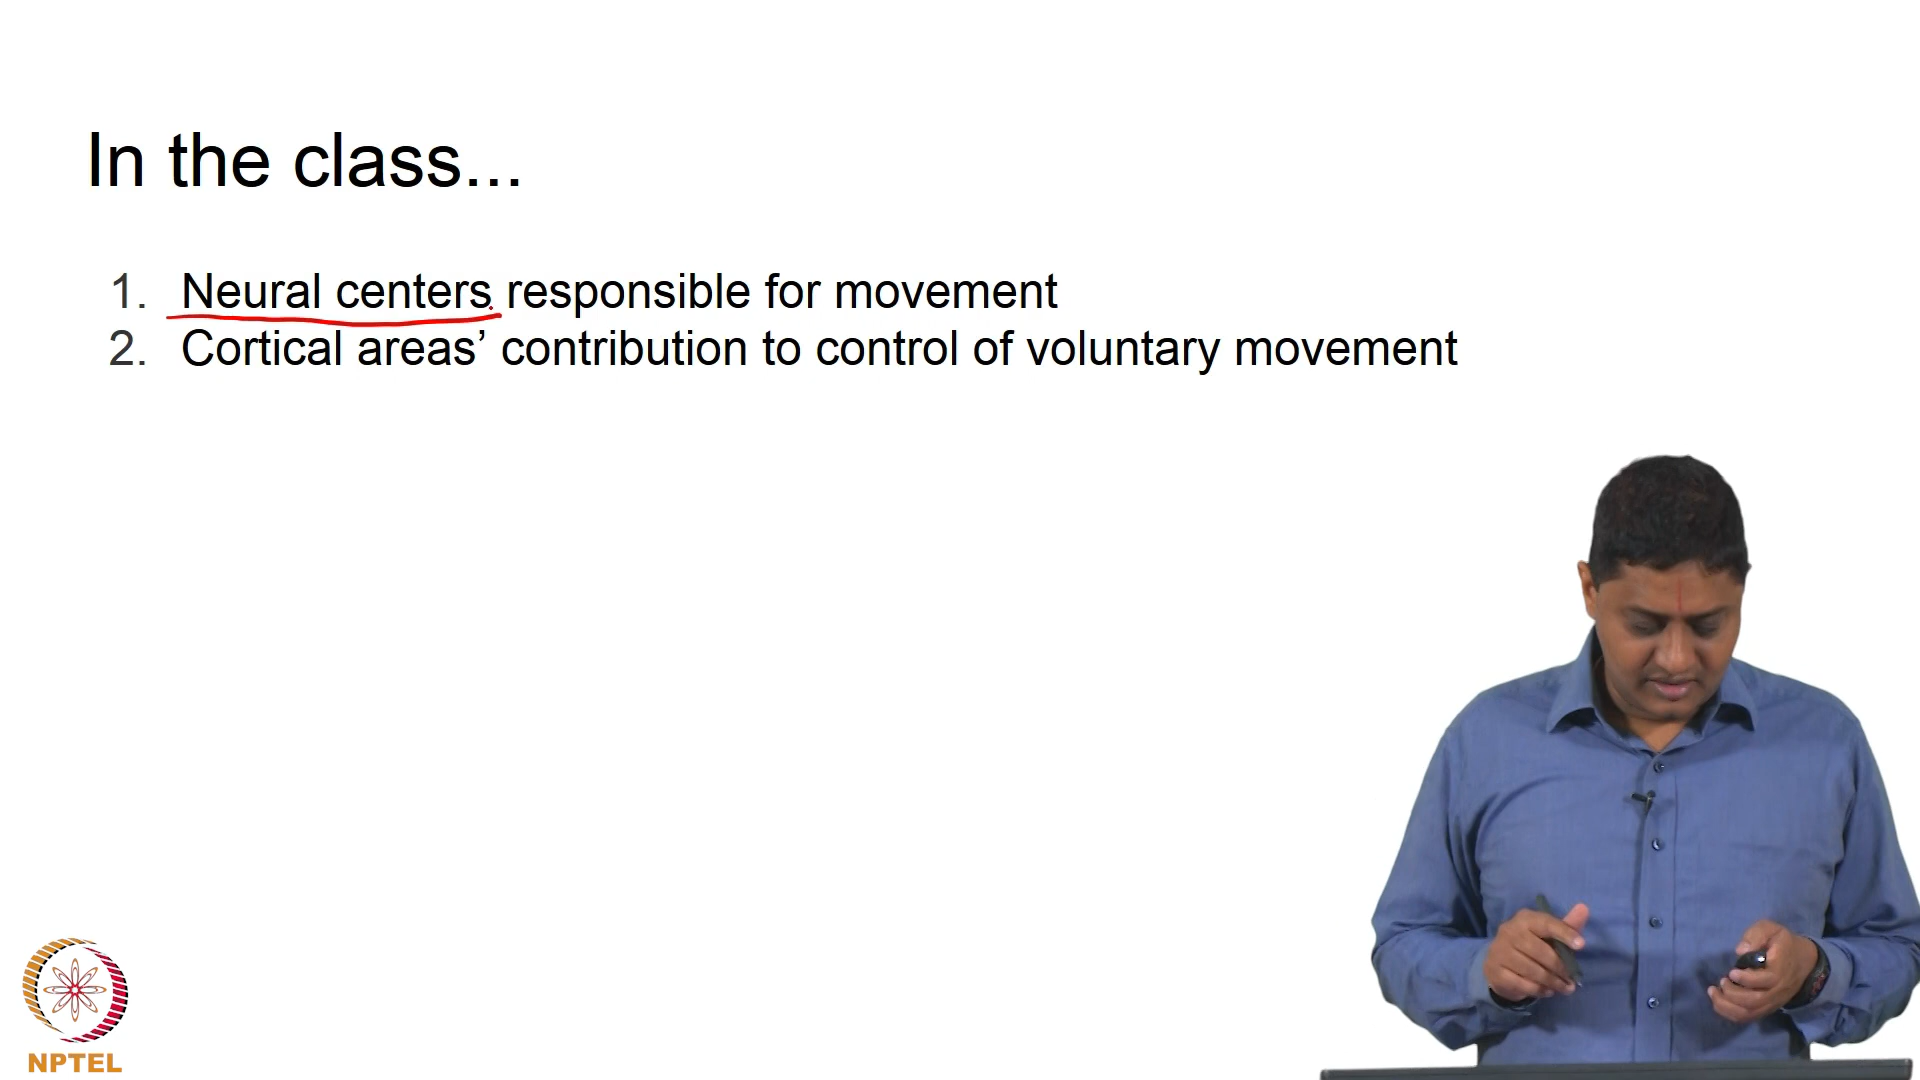 In the class...
1. Neural centers responsible for movement
2. Cortical areas’ contribution to control of voluntary movement
NPTEL